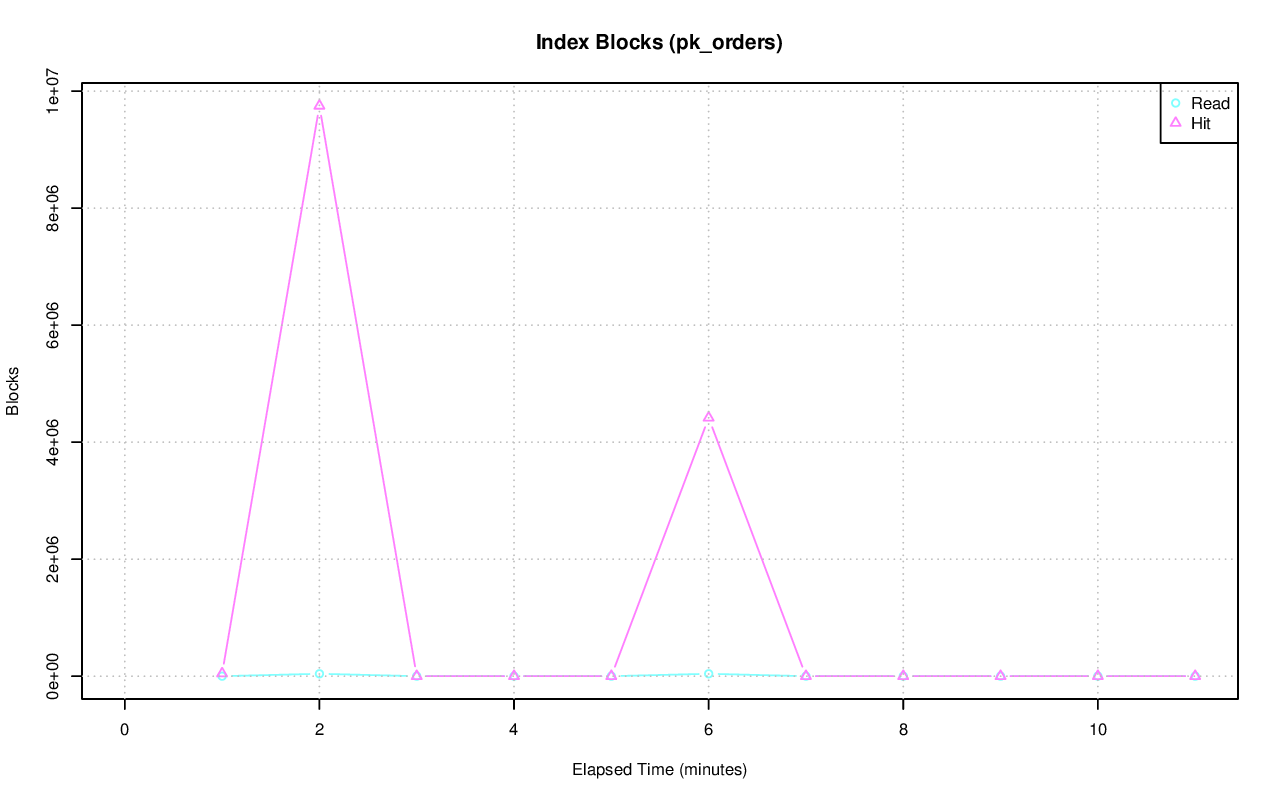 Index Blocks (pk_orders)
Read
Hit
1e+07
8e+06
6e+06
4e+06
2e+06
0e+00
Blocks
0 2 4 6 8 10
Elapsed Time (minutes)